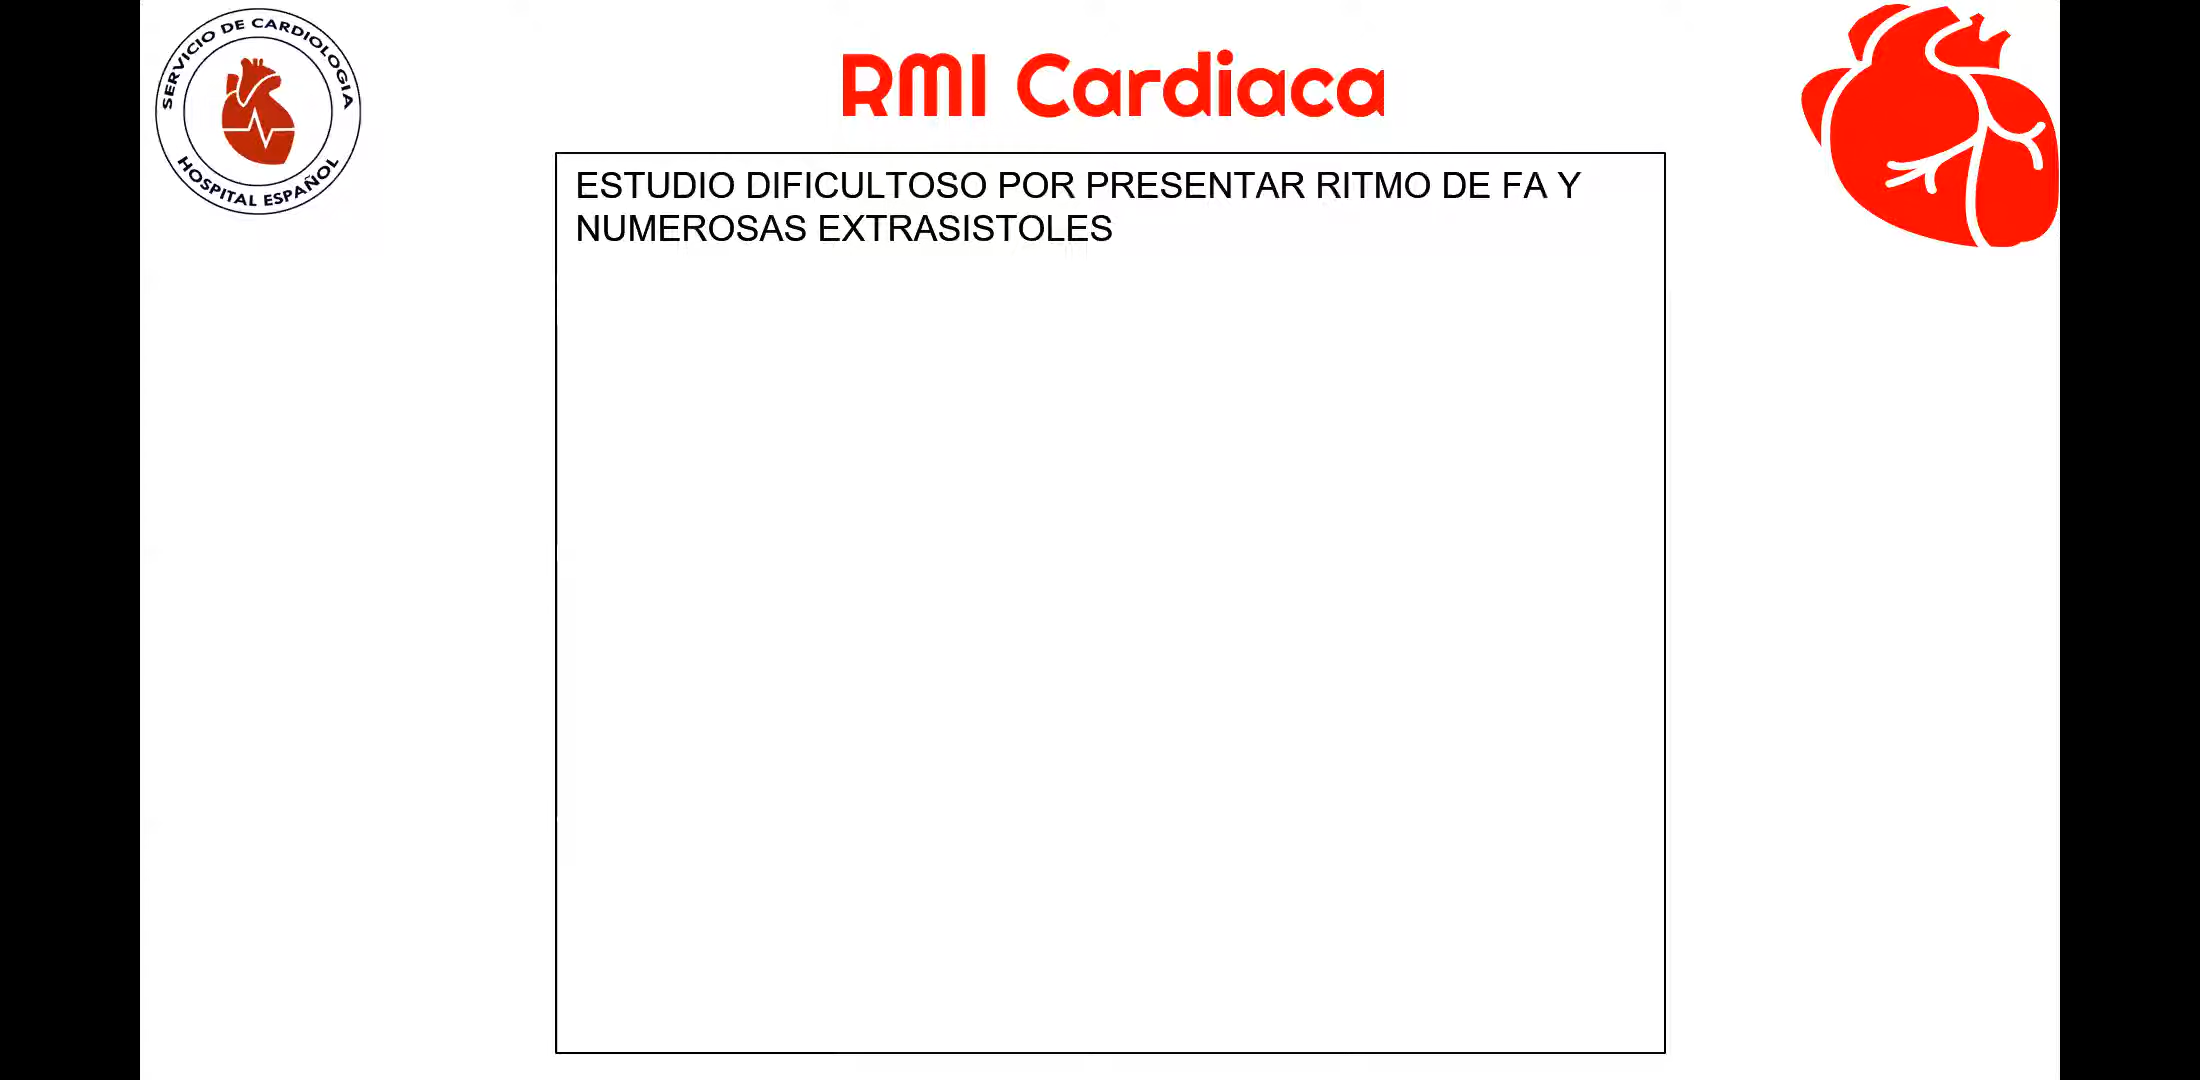 SERVICIO DE CARDIOLOGIA
HOSPITAL ESPAÑOL
RMI Cardiaca
ESTUDIO DIFICULTOSO POR PRESENTAR RITMO DE FA Y
NUMEROSAS EXTRASISTOLES